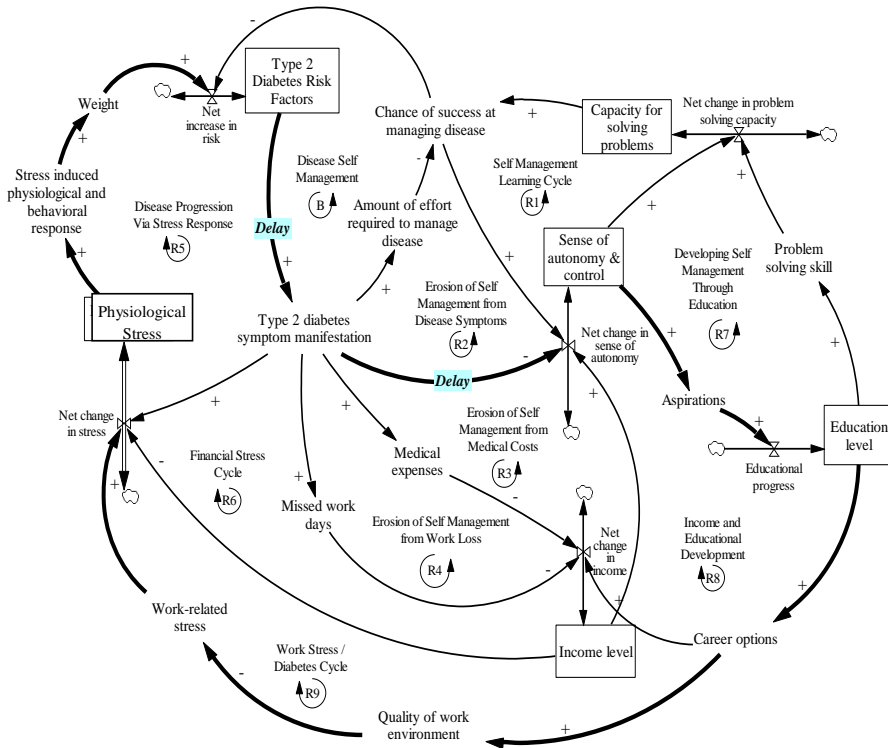 Type 2
Diabetes Risk
Factors
Net
increase in
risk
Weight
Stress induced
physiological and
behavioral
response
Disease Progression
Via Stress Response
R5
Disease Self
Management
B
Delay
Chance of success at
managing disease
Amount of effort
required to manage
disease
Capacity for
solving
problems
Net change in problem
solving capacity
Self Management
Learning Cycle
R1
Sense of
autonomy &
control
Developing Self
Management
Through
Education
R7
Problem
solving skill
Physiological
Stress
Type 2 diabetes
symptom manifestation
Erosion of Self
Management from
Disease Symptoms
R2
Delay
Net change in
sense of
autonomy
Aspirations
Educational
progress
Education
level
Net change
in stress
Financial Stress
Cycle
R6
Medical
expenses
Erosion of Self
Management from
Medical Costs
R3
Missed work
days
Erosion of Self Management
from Work Loss
R4
Net
change
in
income
Income and
Educational
Development
R8
Work-related
stress
Work Stress /
Diabetes Cycle
R9
Income level
Career options
Quality of work
environment
+
+
+
-
+
+
+
+
-
+
+
+
-
+
+
+
+
+
-
+
+
-
-
+
+
-
+
-
+